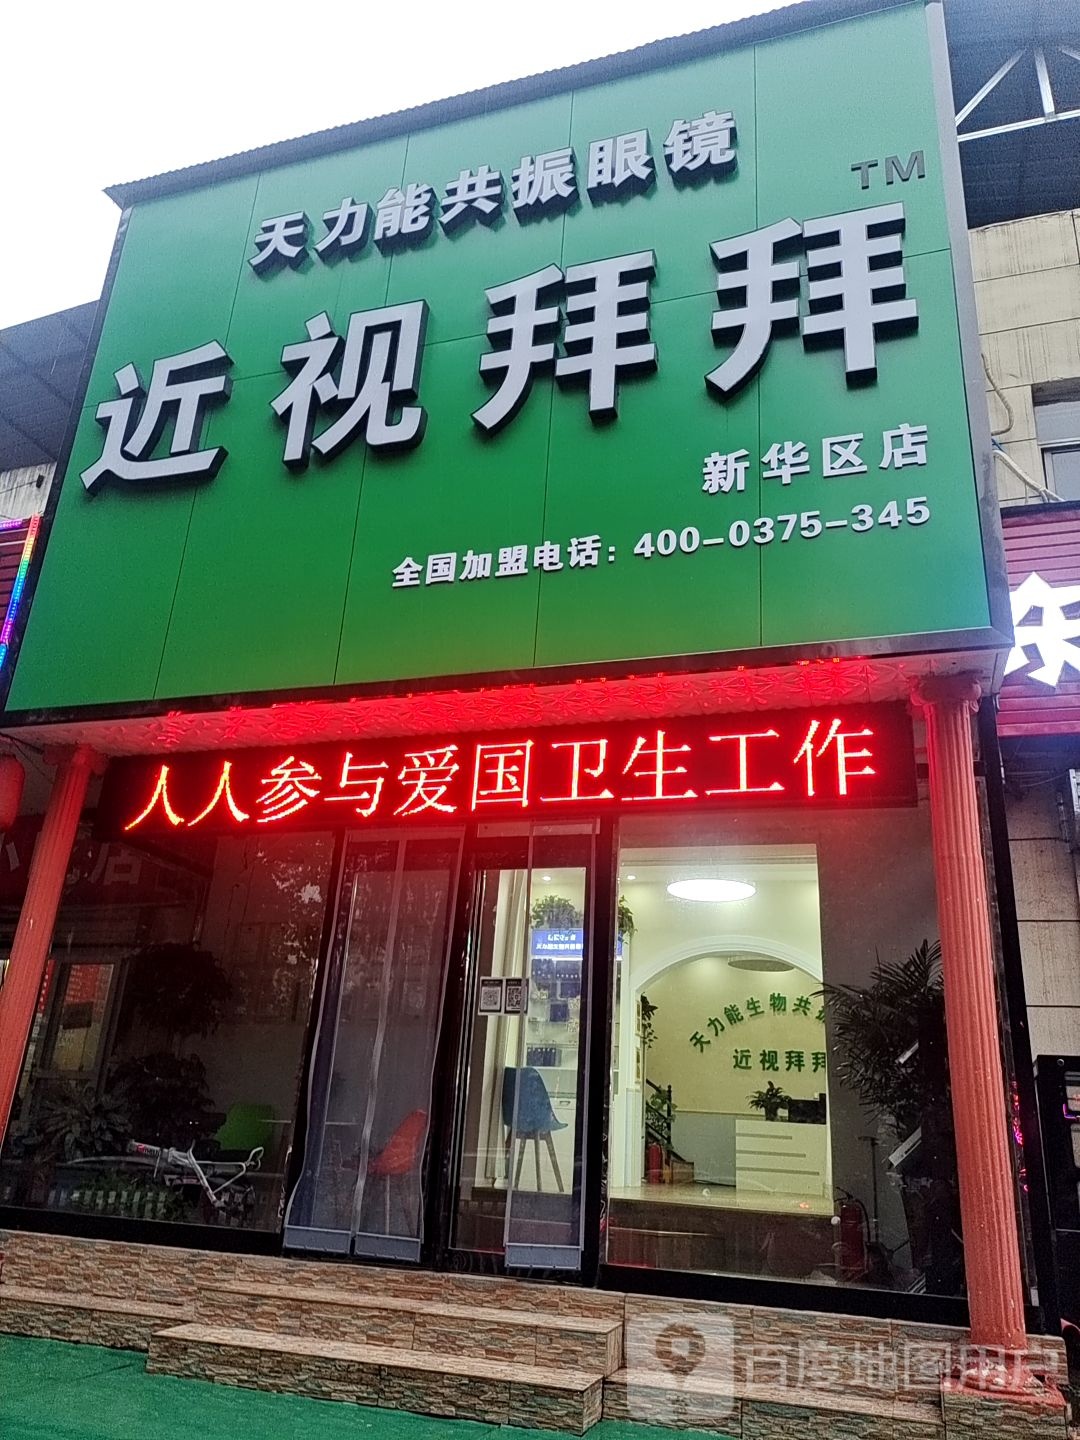 天力能共振眼镜
TM
近视拜拜
新华区店
全国加盟电话：400-0375-345
人人参与爱国卫生工作
天力能生物共
近视拜拜
百度地图用户